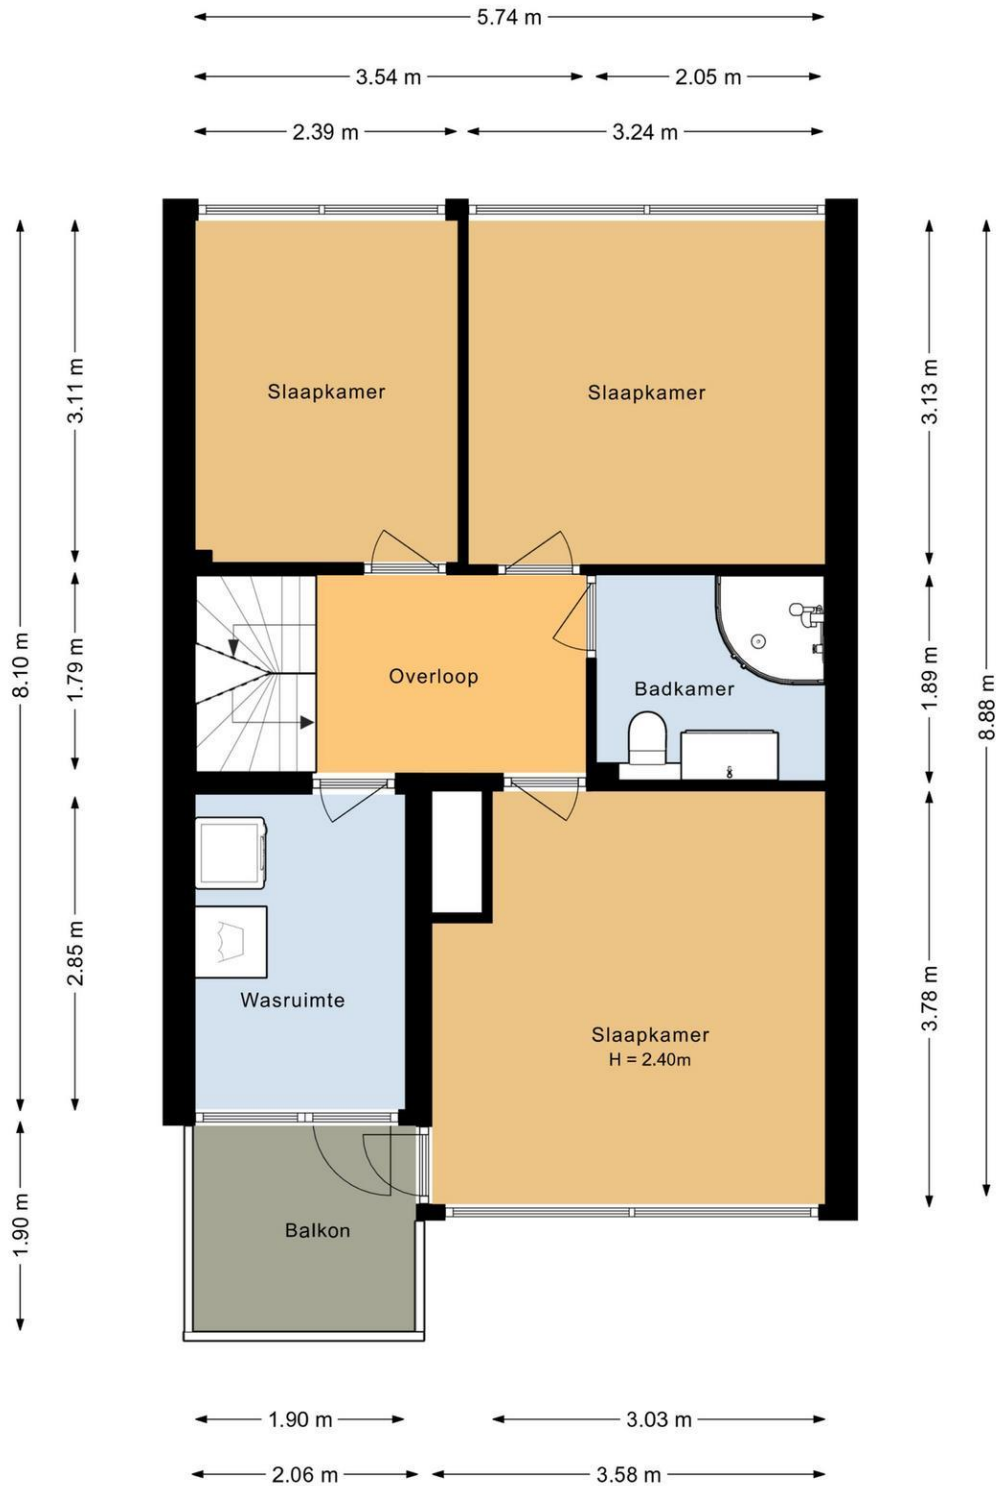 5.74 m
3.54 m
2.05 m
2.39 m
3.24 m
3.11 m
3.13 m
Slaapkamer
Slaapkamer
8.10 m
1.79 m
Overloop
Badkamer
1.89 m
8.88 m
2.85 m
Wasruimte
Slaapkamer
H = 2.40m
3.78 m
1.90 m
Balkon
1.90 m
3.03 m
2.06 m
3.58 m